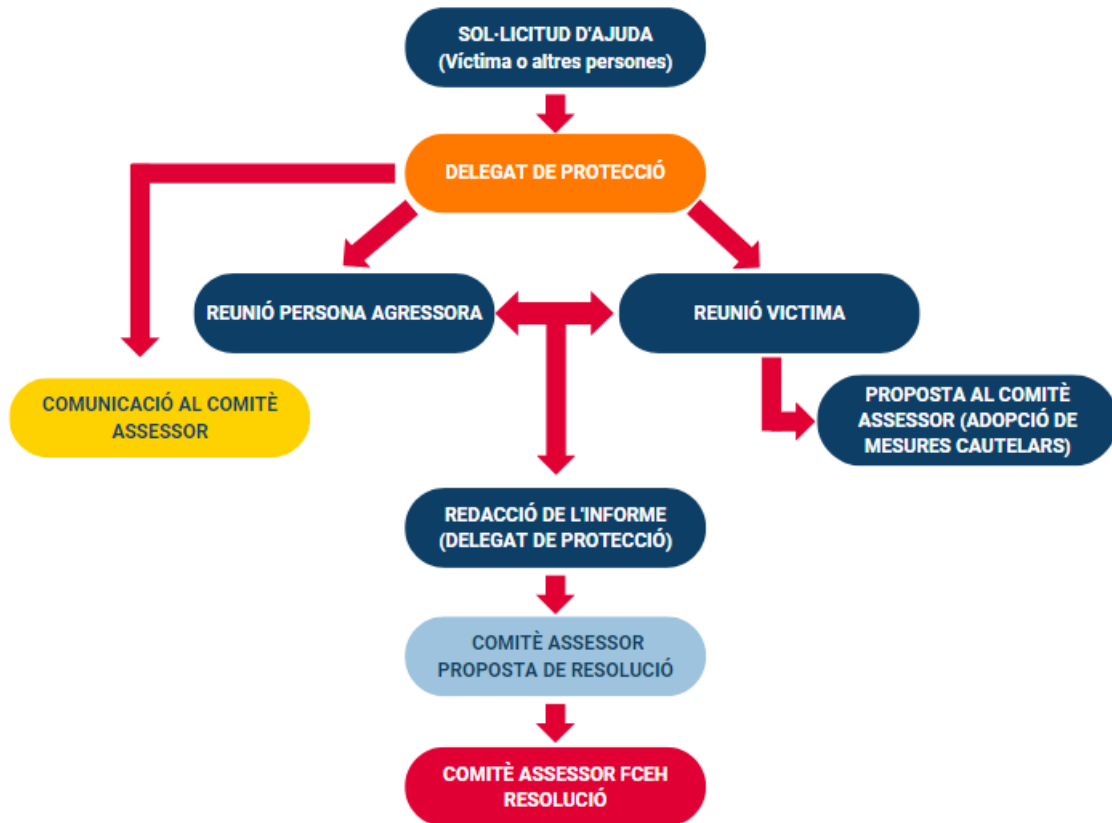 SOL·LICITUD D'AJUDA
(Víctima o altres persones)
DELEGAT DE PROTECCIÓ
REUNIÓ PERSONA AGRESSORA
REUNIÓ VICTIMA
COMUNICACIÓ AL COMITÈ
ASSESSOR
PROPOSTA AL COMITÈ
ASSESSOR (ADOPCIÓ DE
MESURES CAUTELARS)
REDACCIÓ DE L'INFORME
(DELEGAT DE PROTECCIÓ)
COMITÈ ASSESSOR
PROPOSTA DE RESOLUCIÓ
COMITÈ ASSESSOR FCEH
RESOLUCIÓ